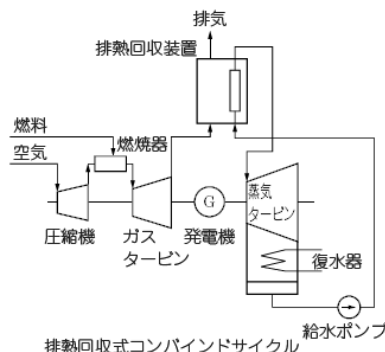 排気
排熱回収装置
燃料
燃焼器
空気
圧縮機
ガス
タービン
G
発電機
蒸気
タービン
復水器
給水ポンプ
排熱回収式コンバインドサイクル